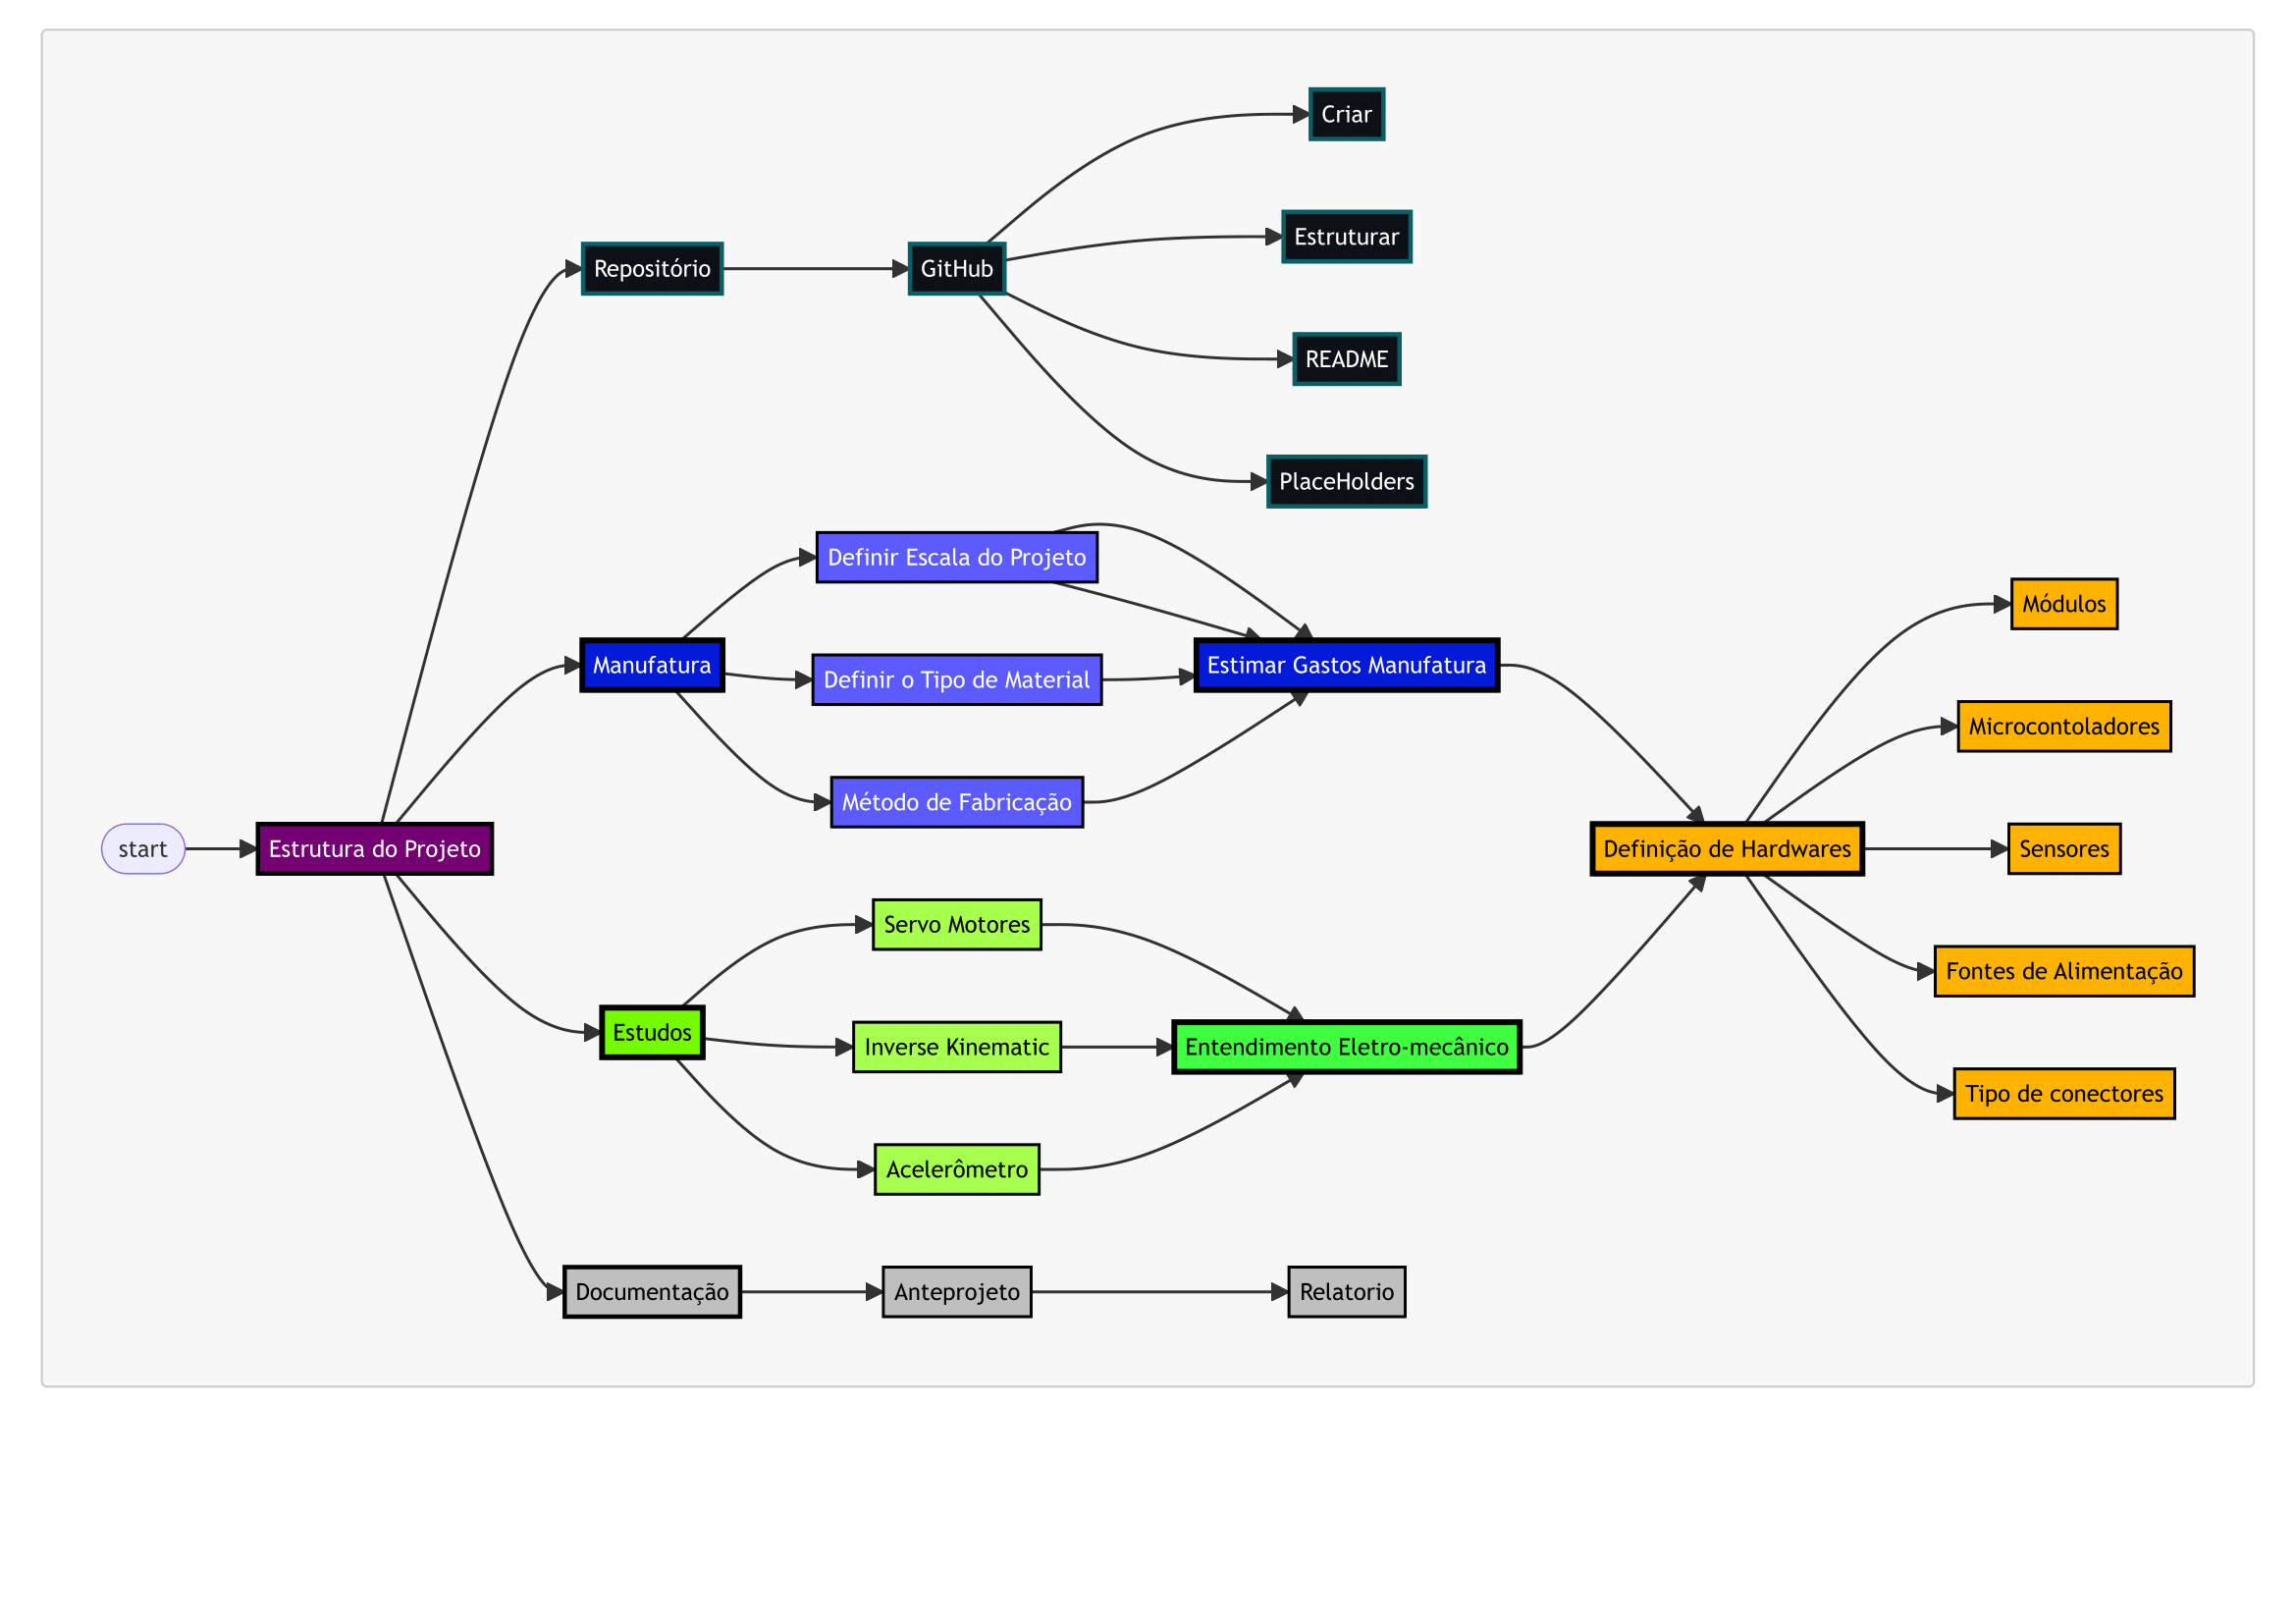 start
Estrutura do Projeto
Repositório
GitHub
Criar
Estruturar
README
PlaceHolders
Manufatura
Definir Escala do Projeto
Definir o Tipo de Material
Método de Fabricação
Estimar Gastos Manufatura
Estudos
Servo Motores
Inverse Kinematic
Acelerômetro
Entendimento Eletro-mecânico
Definição de Hardwares
Módulos
Microcontoladores
Sensores
Fontes de Alimentação
Tipo de conectores
Documentação
Anteprojeto
Relatorio